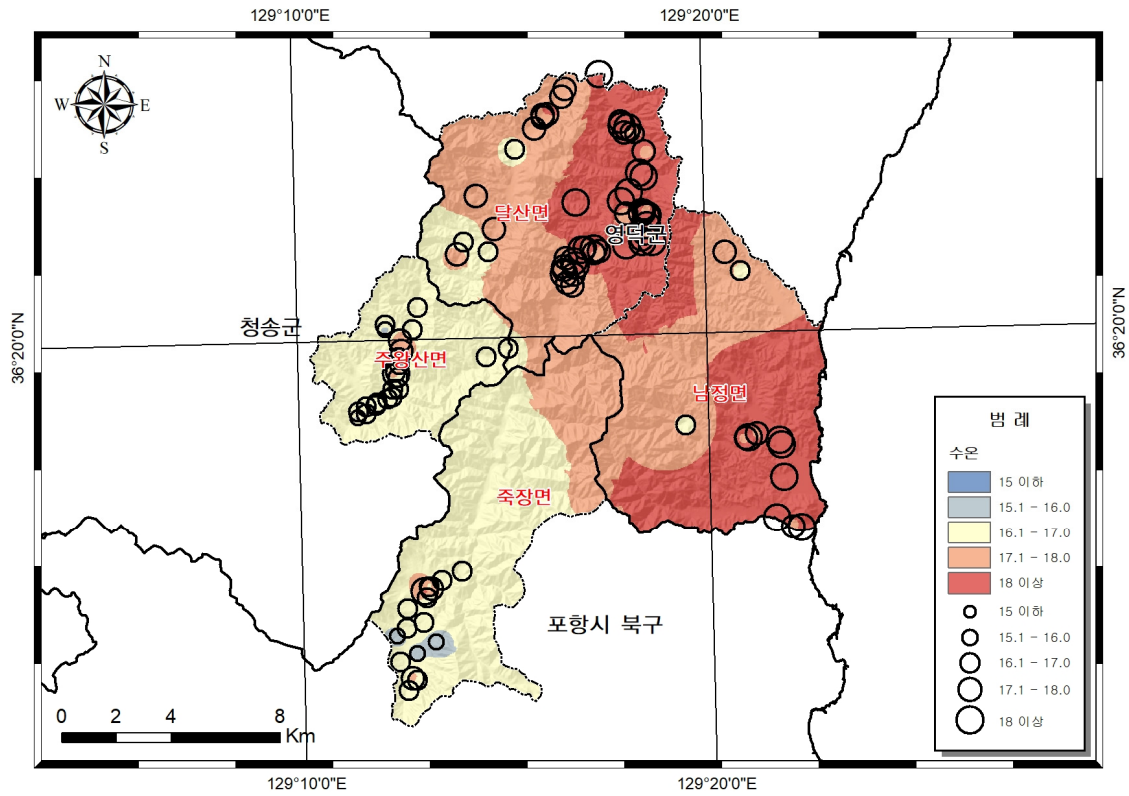 129°10'0"E
129°20'0"E
N
W
E
S
달산면
영덕군
청송군
주왕산면
36°20'0"N
36°20'0"N
남정면
죽장면
포항시 북구
범 례
수온
15 이하
15.1 - 16.0
16.1 - 17.0
17.1 - 18.0
18 이상
15 이하
15.1 - 16.0
16.1 - 17.0
17.1 - 18.0
18 이상
0 2 4 8
Km
129°10'0"E
129°20'0"E